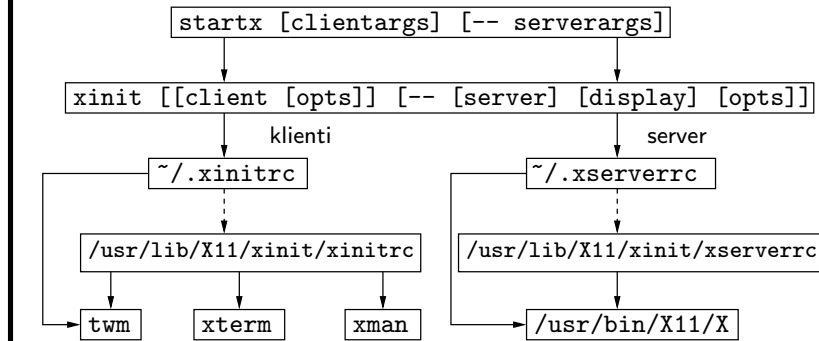 startx [clientargs] [-- serverargs]
xinit [[client [opts]] [-- [server] [display] [opts]]
klienti server
~/.xinitrc ~/.xserverrc
/usr/lib/X11/xinit/xinitrc /usr/lib/X11/xinit/xserverrc
twm xterm xman /usr/bin/X11/X